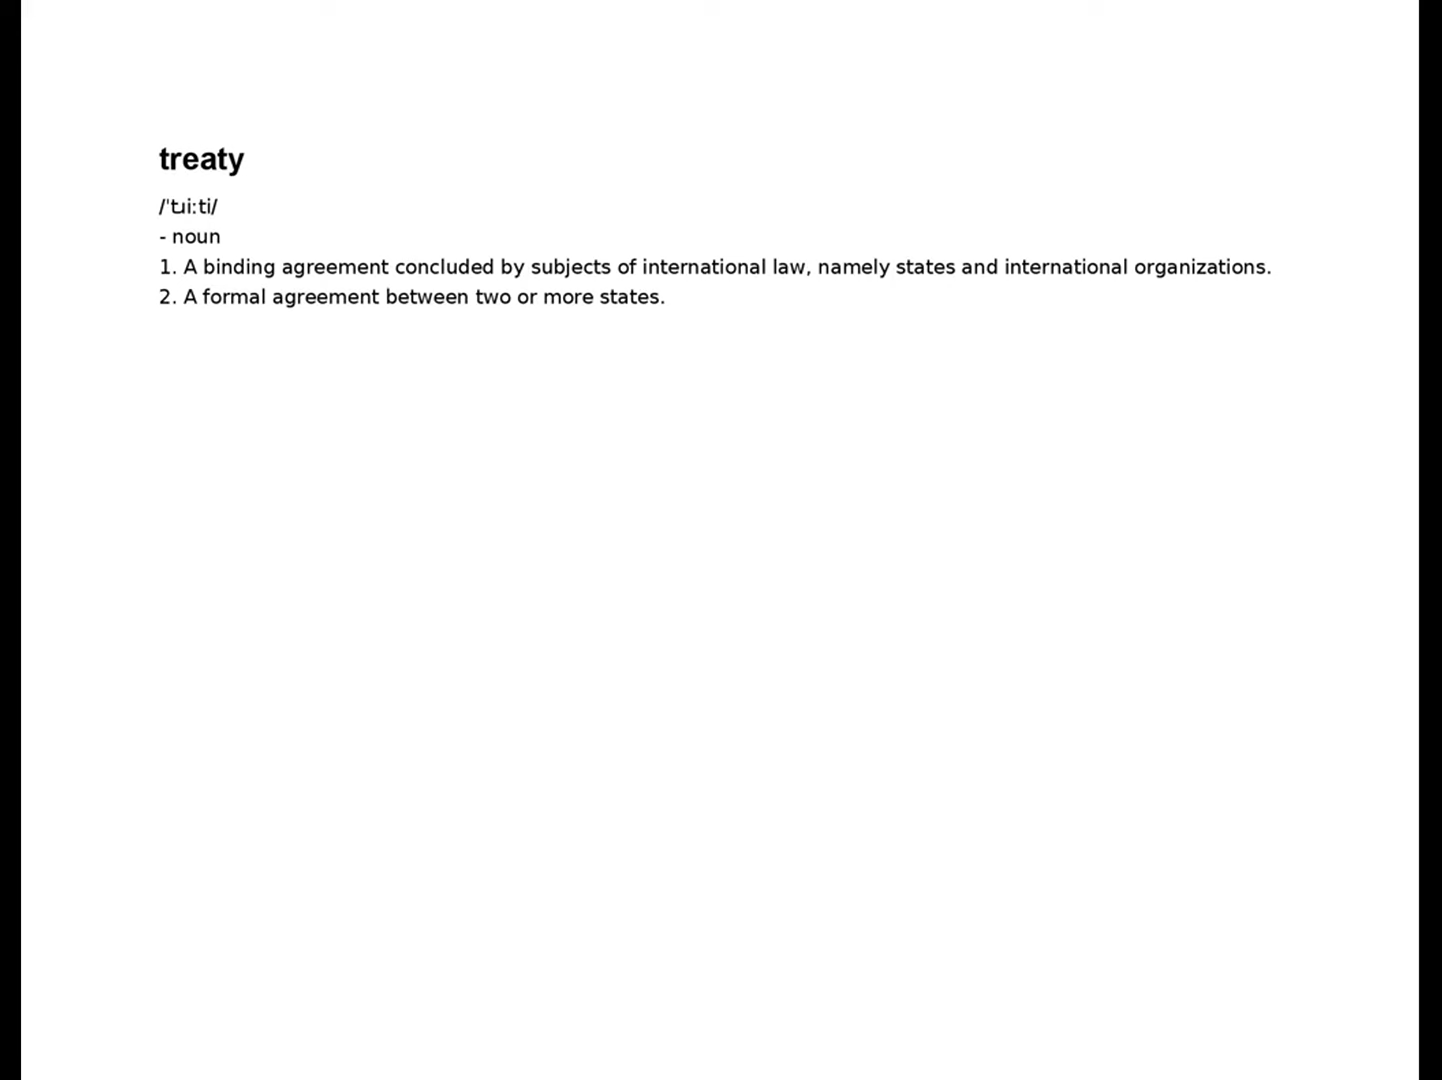 treaty
/ˈtɹiːti/
- noun
1. A binding agreement concluded by subjects of international law, namely states and international organizations.
2. A formal agreement between two or more states.